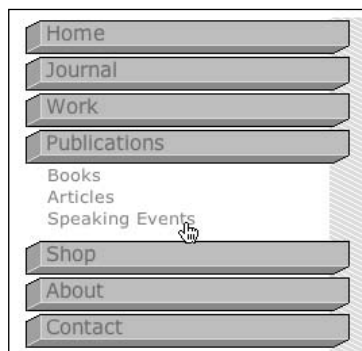 Home
Journal
Work
Publications
Books
Articles
Speaking Events
Shop
About
Contact